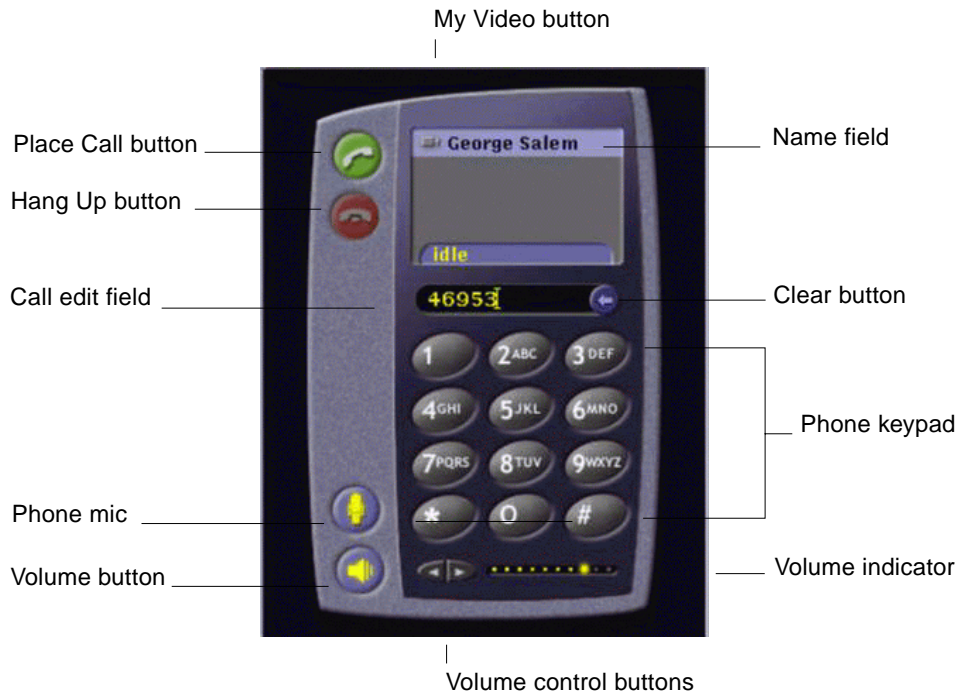 My Video button
Place Call button
George Salem
Name field
Hang Up button
idle
Call edit field
46953
Clear button
1
2ABC
3DEF
4GHI
5JKL
6MNO
Phone keypad
7PQRS
8TUV
9WXYZ
Phone mic
*
0
#
Volume button
Volume indicator
Volume control buttons